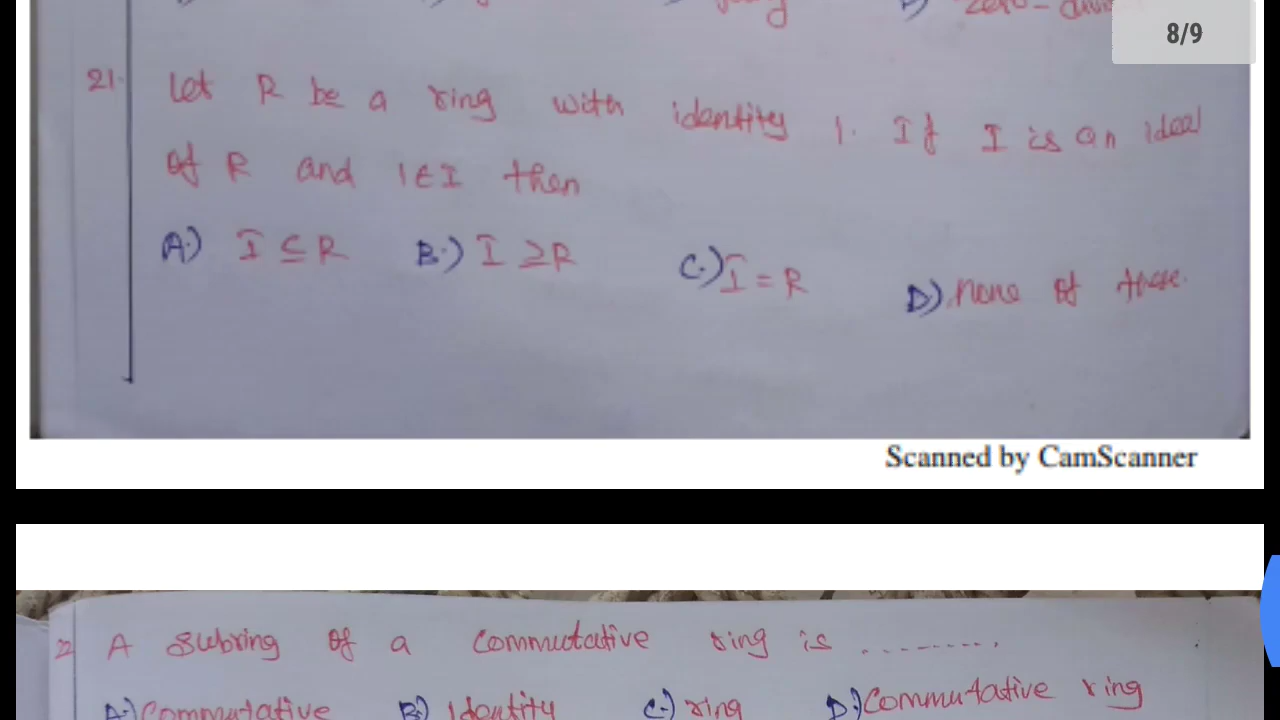 8/9
21. Let R be a ring with identity 1. If I is an ideal
of R and 1∈I then
A.) I ⊆ R B.) I ⊇ R C.) I = R D.) None of these.
Scanned by CamScanner
22 A subring of a commutative ring is ..........
A.) Commutative B.) Identity C.) ring D.) Commutative ring